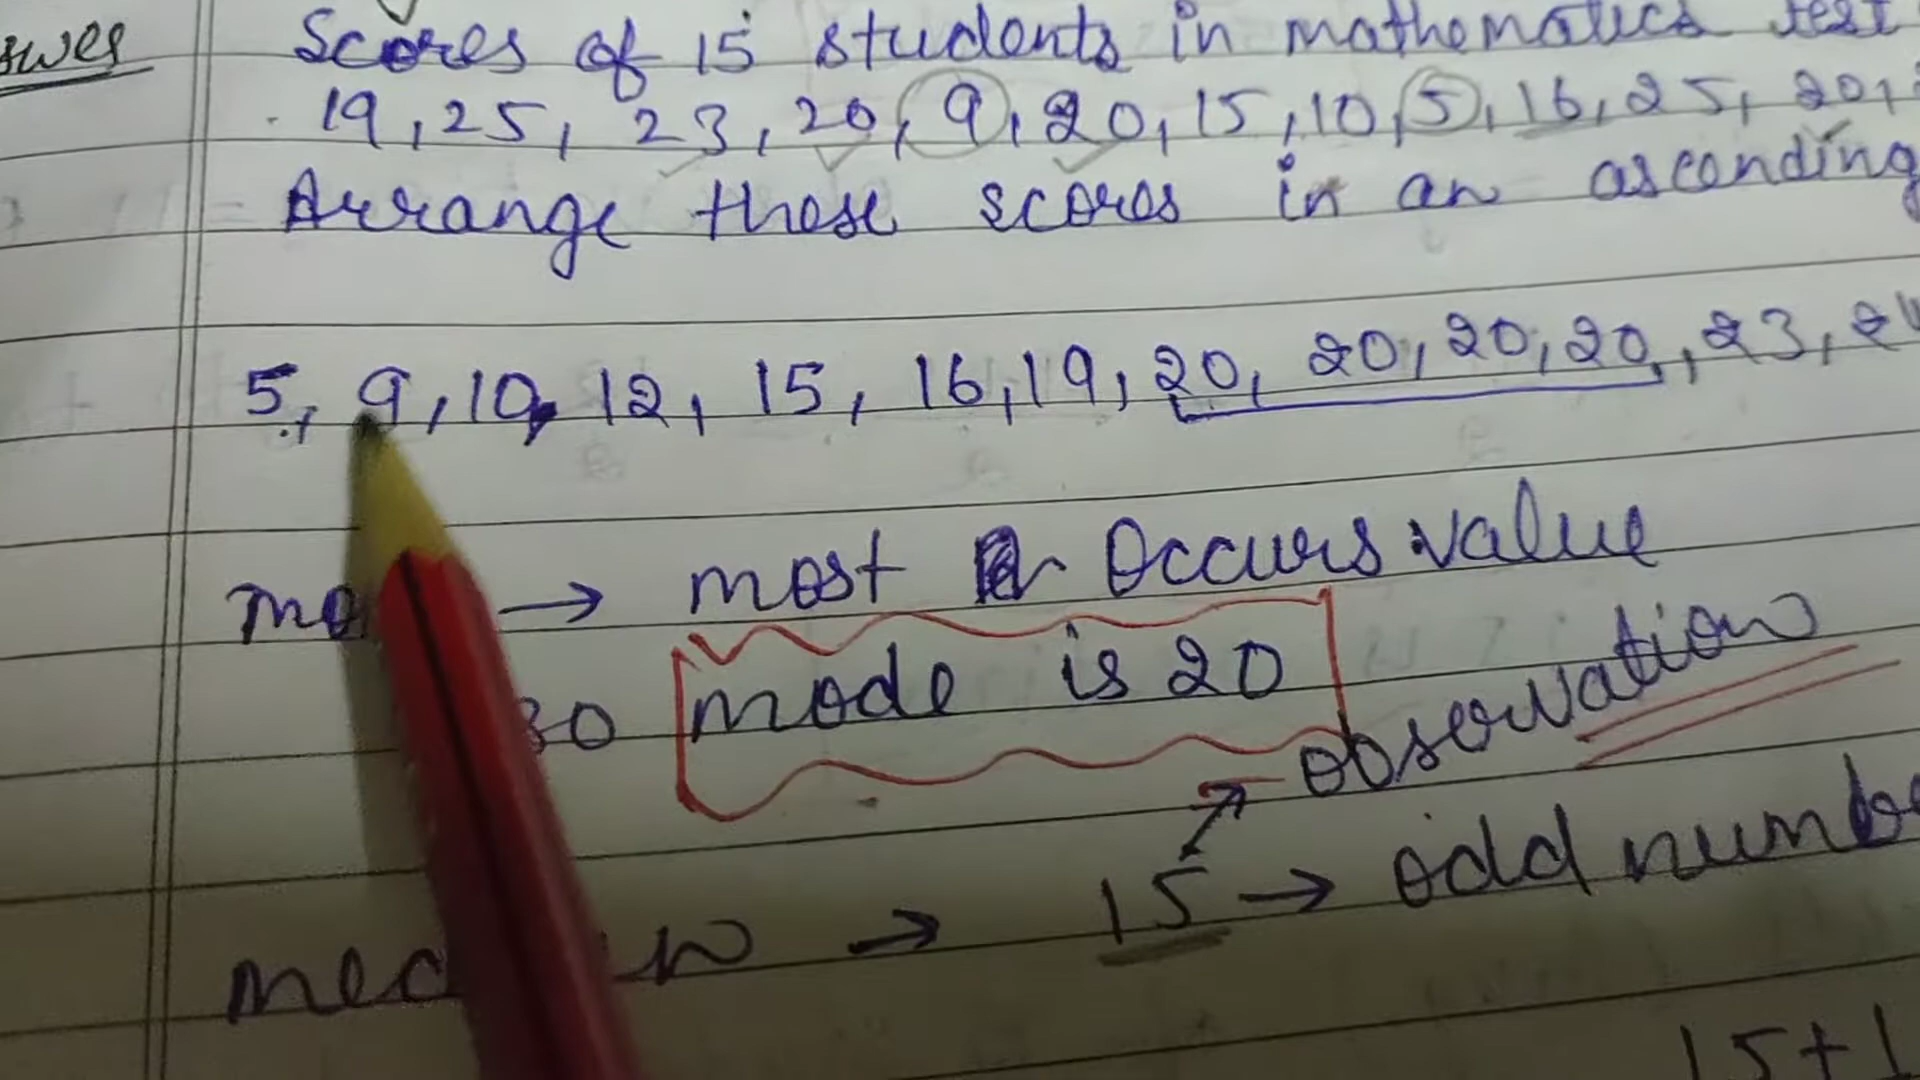 Scores of 15 students in mathematics test
19, 25, 23, 20, 9, 20, 15, 10, 5, 16, 25, 20,
Arrange these scores in an ascending
5, 9, 10, 12, 15, 16, 19, 20, 20, 20, 20, 23,
→ most Occurs value
mode is 20
observation
→ 15 → odd
15+1